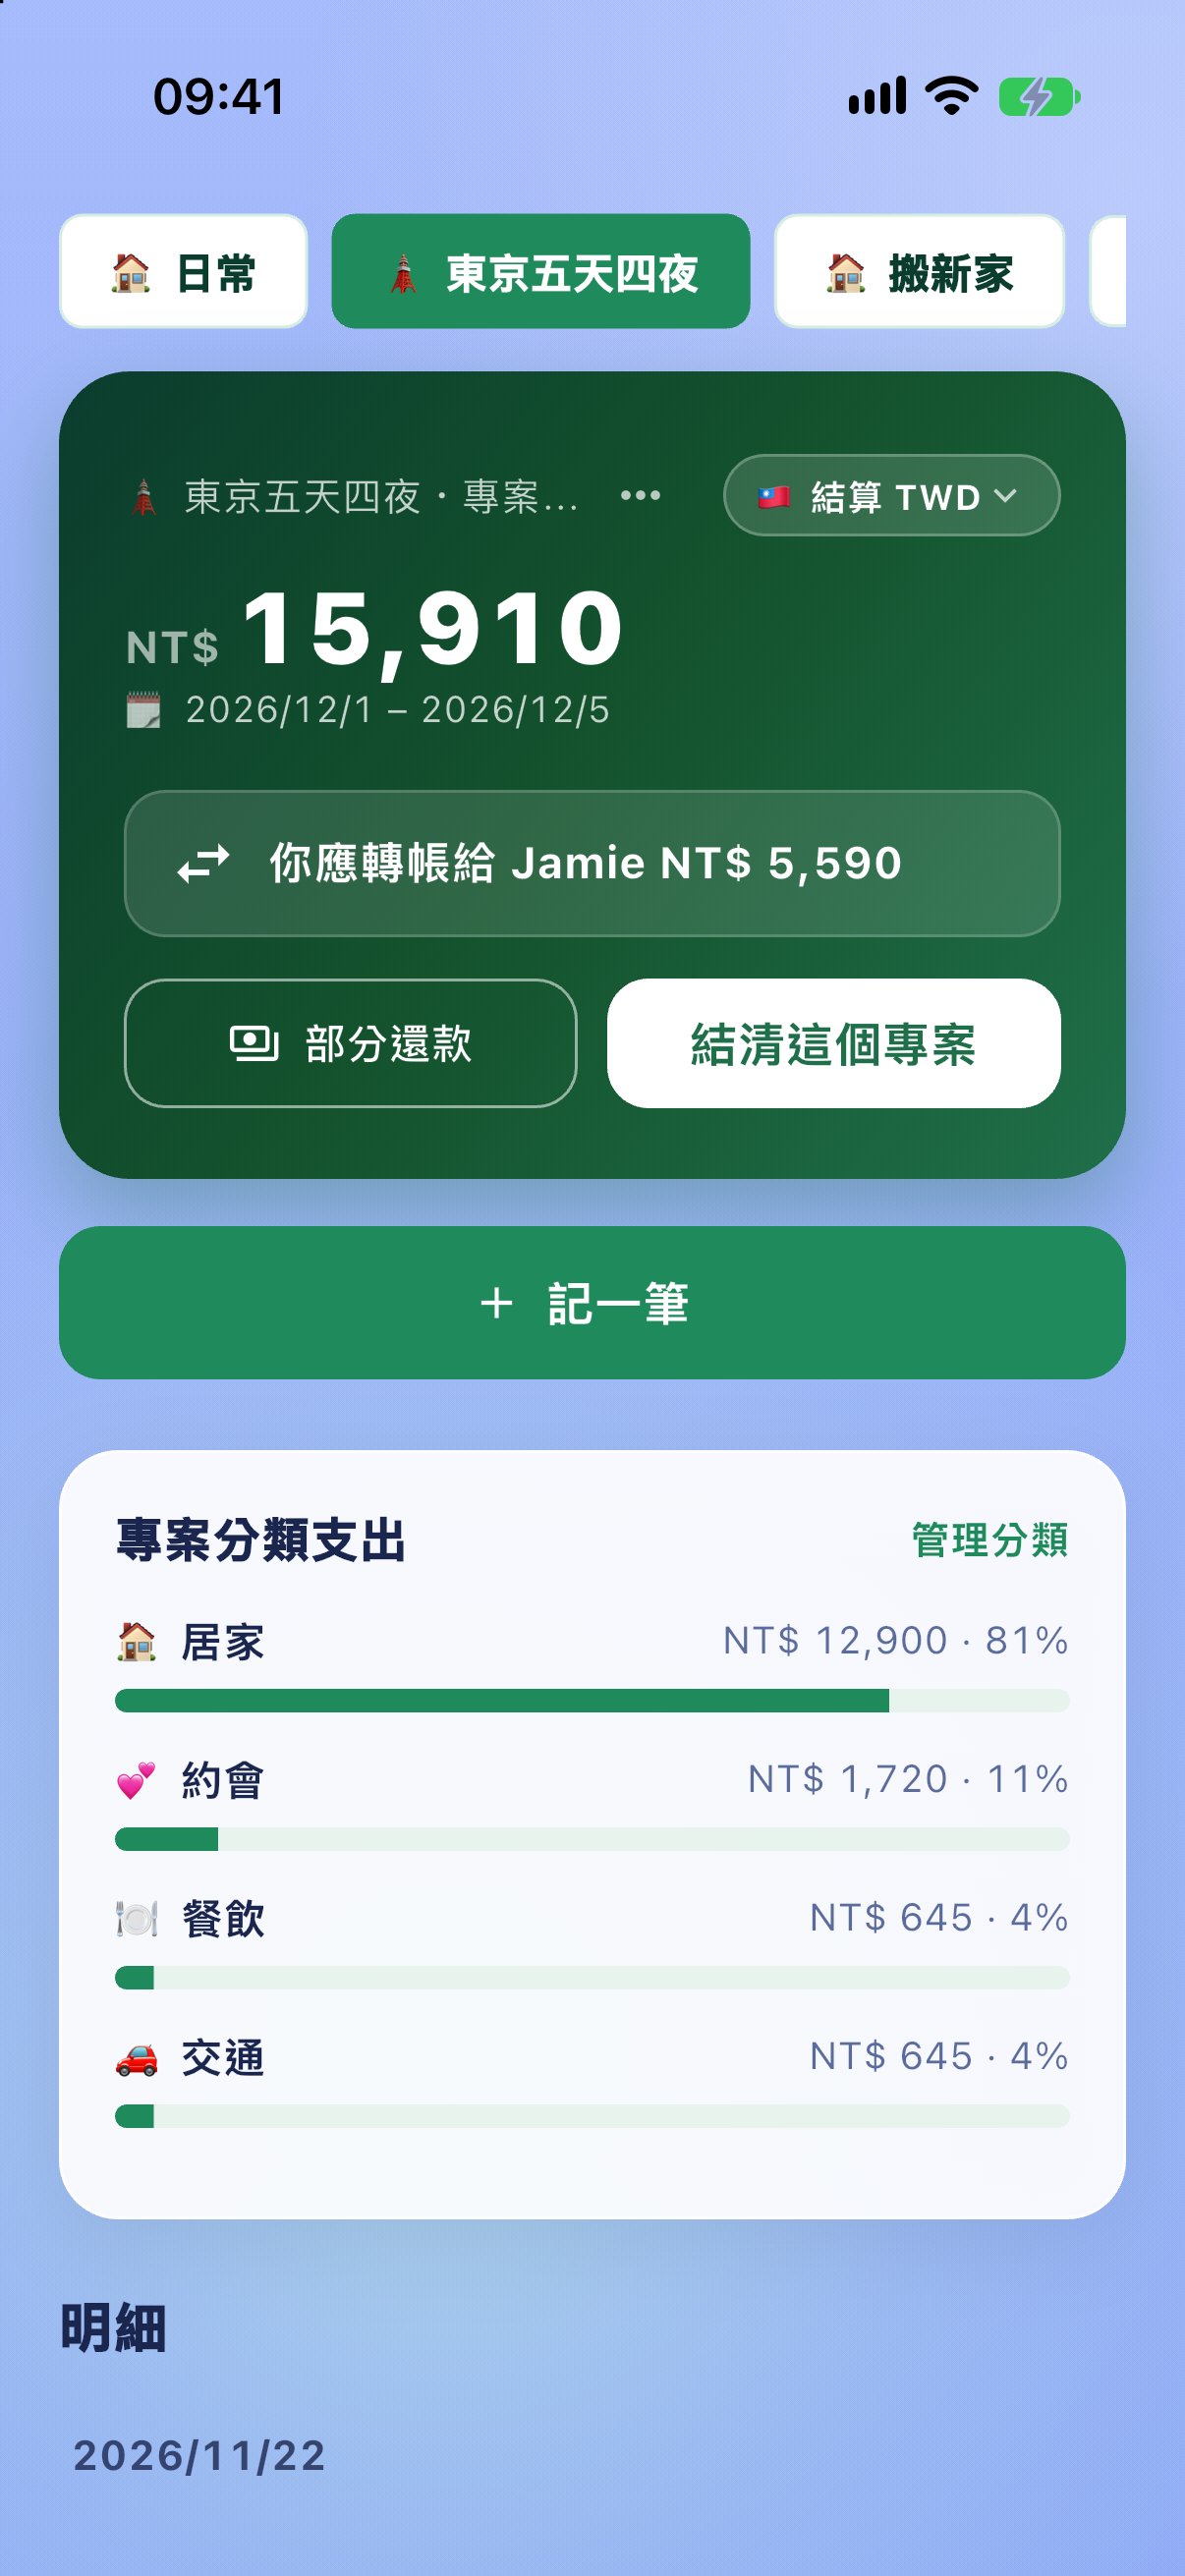 09:41
日常
東京五天四夜
搬新家
東京五天四夜・專案...
結算 TWD
NT$ 15,910
2026/12/1 – 2026/12/5
你應轉帳給 Jamie NT$ 5,590
部分還款
結清這個專案
+ 記一筆
專案分類支出
管理分類
居家
NT$ 12,900 · 81%
約會
NT$ 1,720 · 11%
餐飲
NT$ 645 · 4%
交通
NT$ 645 · 4%
明細
2026/11/22